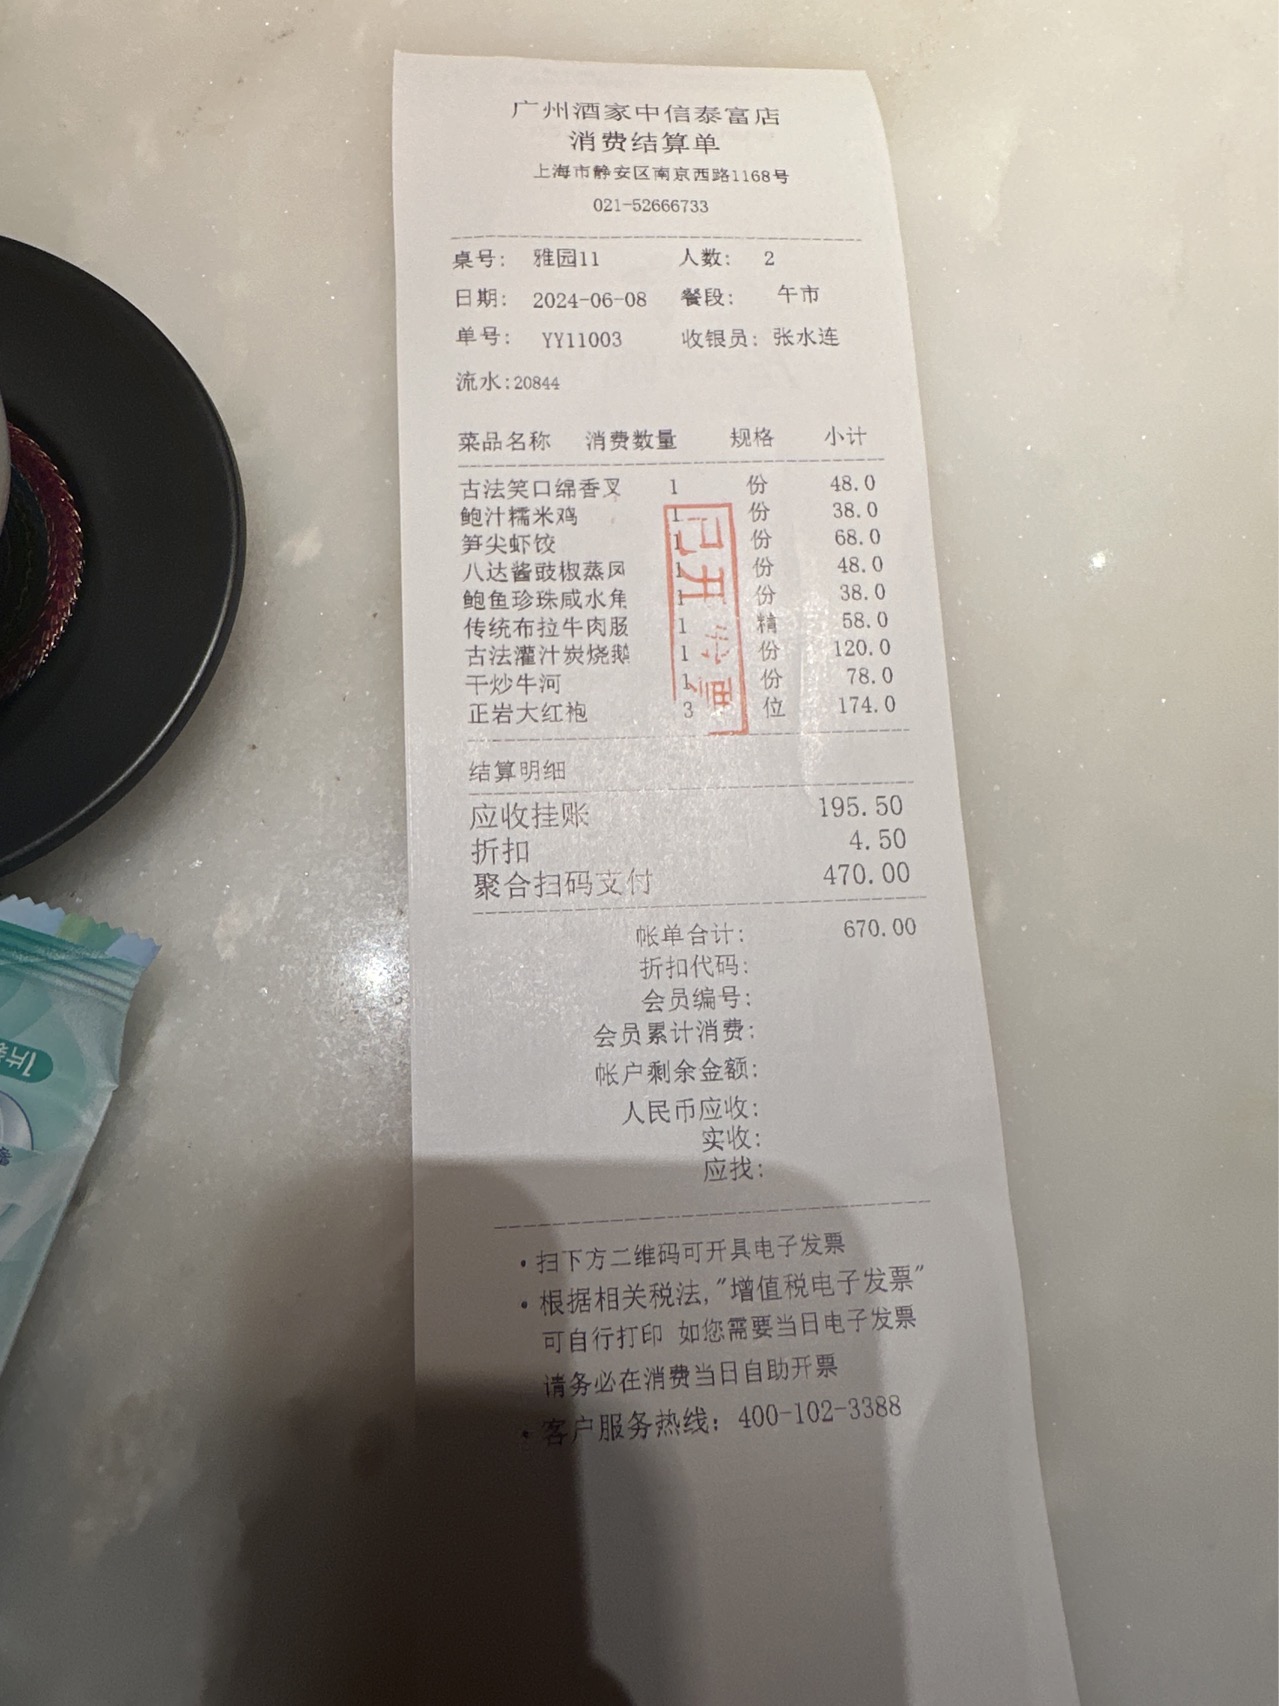 广州酒家中信泰富店
消费结算单
上海市静安区南京西路1168号
021-52666733
桌号: 雅园11 人数: 2
日期: 2024-06-08 餐段: 午市
单号: YY11003 收银员: 张水连
流水:20844
菜品名称 消费数量 规格 小计
古法笑口绵香叉 1 份 48.0
鲍汁糯米鸡 1 份 38.0
笋尖虾饺 1 份 68.0
八达酱豉椒蒸凤 1 份 48.0
鲍鱼珍珠咸水角 1 份 38.0
传统布拉牛肉肠 1 精 58.0
古法灌汁炭烧鹅 1 份 120.0
干炒牛河 1 份 78.0
正岩大红袍 3 位 174.0
已开发票
结算明细
应收挂账 195.50
折扣 4.50
聚合扫码支付 470.00
帐单合计: 670.00
折扣代码:
会员编号:
会员累计消费:
帐户剩余金额:
人民币应收:
实收:
应找:
•扫下方二维码可开具电子发票
•根据相关税法,"增值税电子发票"
可自行打印 如您需要当日电子发票
请务必在消费当日自助开票
•客户服务热线: 400-102-3388
1片